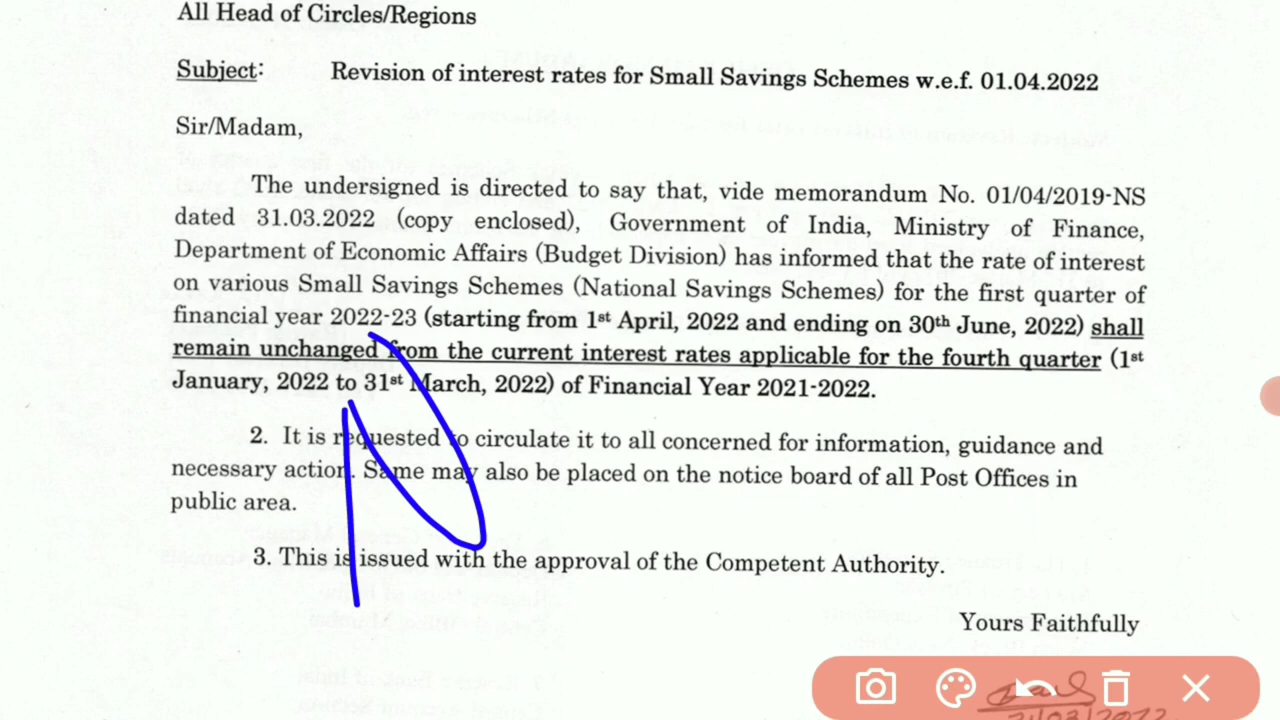 All Head of Circles/Regions
Subject: Revision of interest rates for Small Savings Schemes w.e.f. 01.04.2022
Sir/Madam,
The undersigned is directed to say that, vide memorandum No. 01/04/2019-NS
dated 31.03.2022 (copy enclosed), Government of India, Ministry of Finance,
Department of Economic Affairs (Budget Division) has informed that the rate of interest
on various Small Savings Schemes (National Savings Schemes) for the first quarter of
financial year 2022-23 (starting from 1st April, 2022 and ending on 30th June, 2022) shall
remain unchanged from the current interest rates applicable for the fourth quarter (1st
January, 2022 to 31st March, 2022) of Financial Year 2021-2022.
2. It is requested to circulate it to all concerned for information, guidance and
necessary action. Same may also be placed on the notice board of all Post Offices in
public area.
3. This is issued with the approval of the Competent Authority.
Yours Faithfully